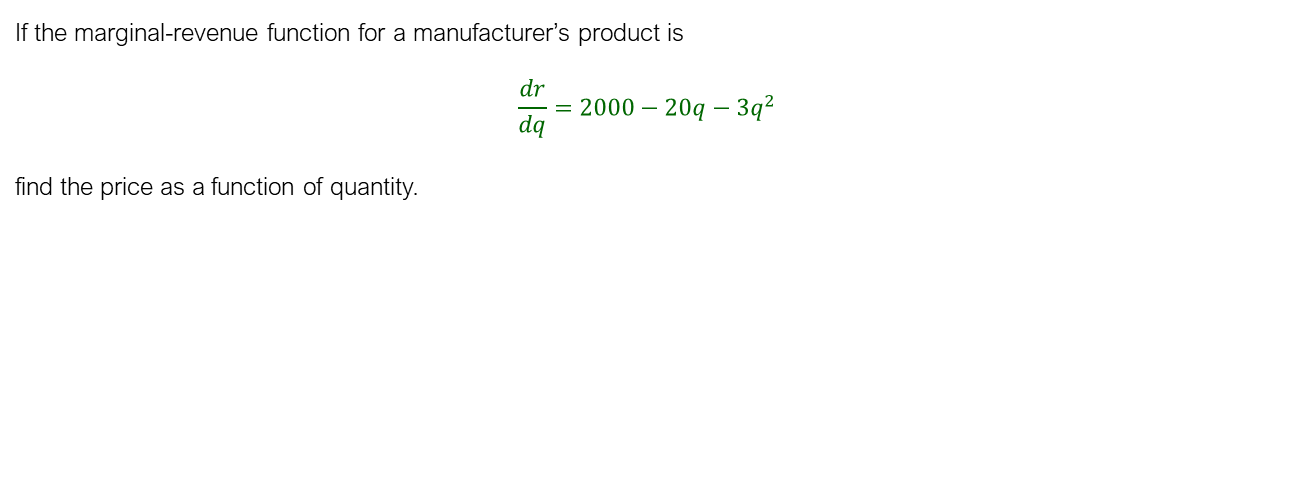 If the marginal-revenue function for a manufacturer’s product is
dr/dq = 2000 – 20q – 3q²
find the price as a function of quantity.